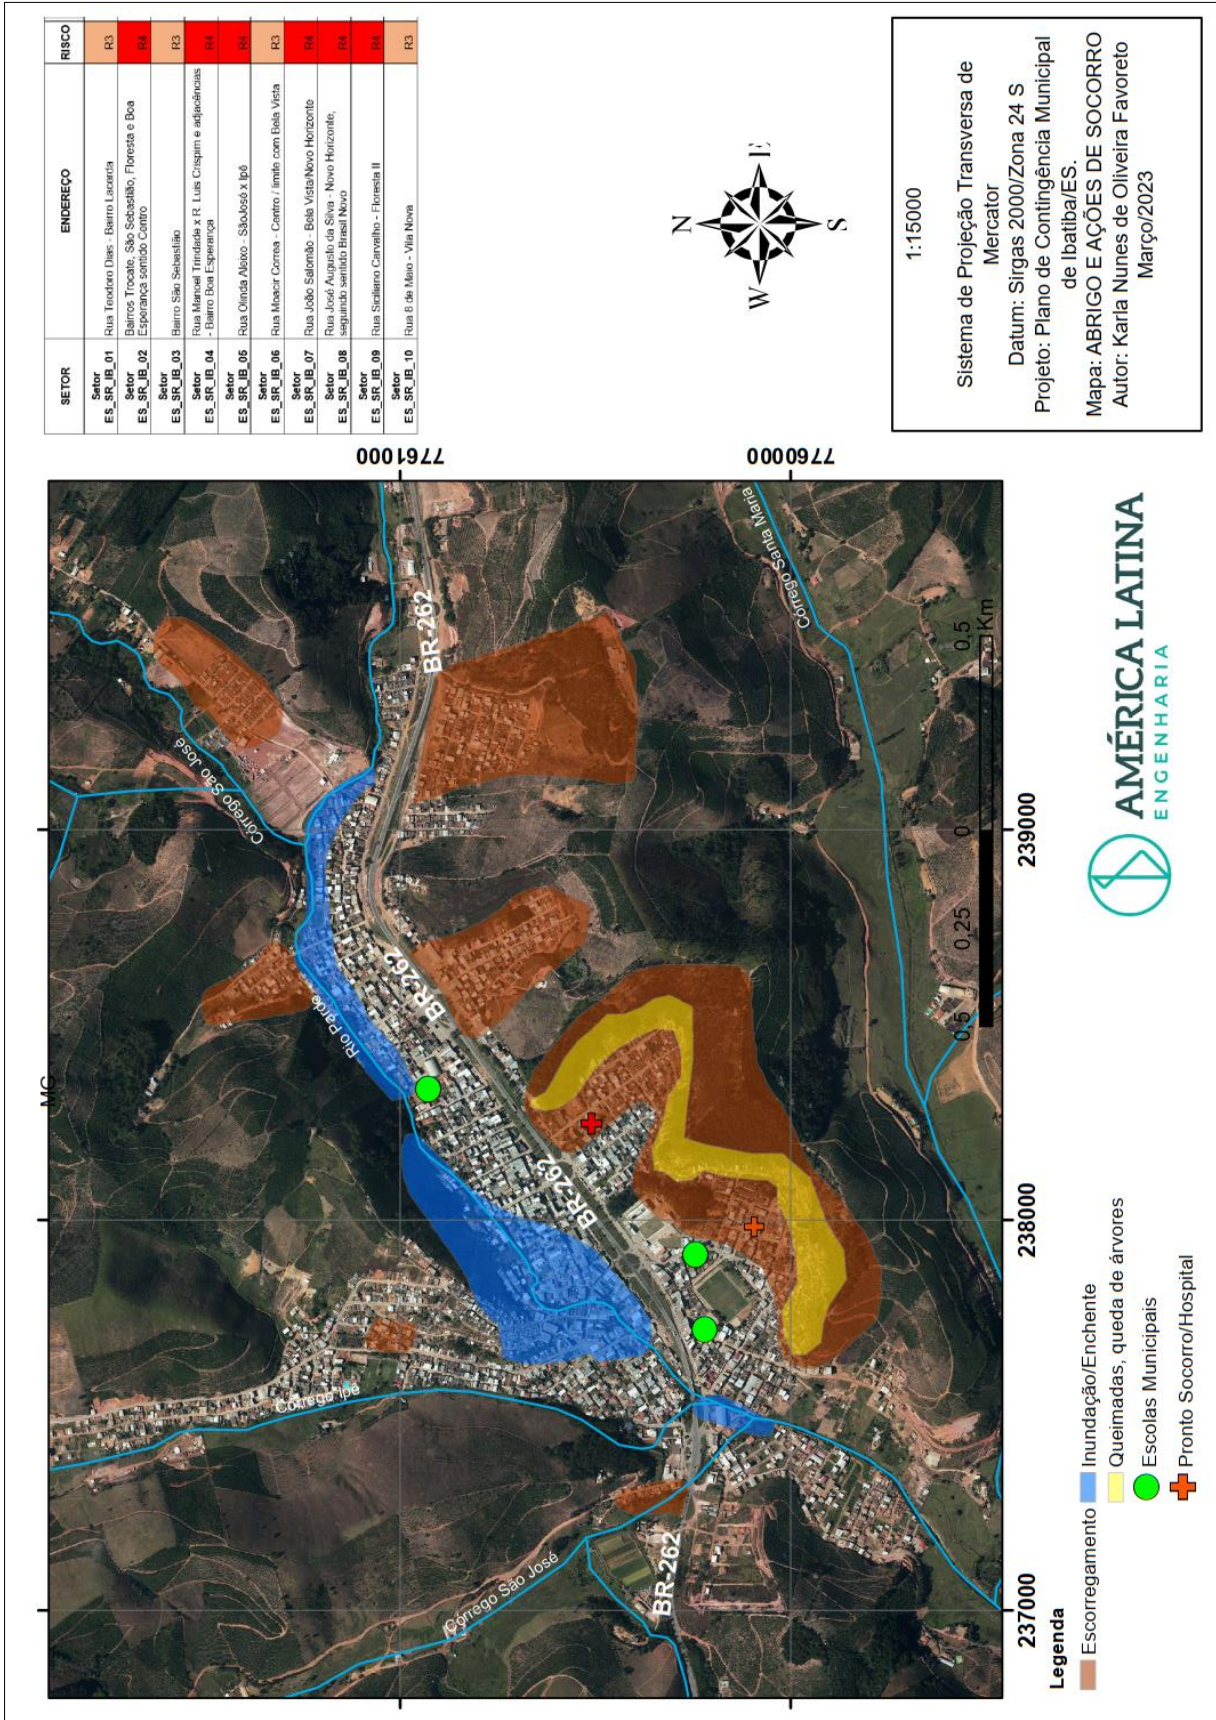 SETOR ENDEREÇO RISCO
Setor
ES_SR_IB_01 Rua Teodoro Dias - Bairro Lacerda R3
Setor
ES_SR_IB_02 Bairros Trocate, São Sebastião, Floresta e Boa
Esperança sentido Centro R4
Setor
ES_SR_IB_03 Bairro São Sebastião R3
Setor
ES_SR_IB_04 Rua Manoel Trindade x R. Luis Crispim e adjacências
- Bairro Boa Esperança R4
Setor
ES_SR_IB_05 Rua Olinda Aleixo - SãoJosé x Ipê R4
Setor
ES_SR_IB_06 Rua Moacir Correa - Centro / limite com Bela Vista R3
Setor
ES_SR_IB_07 Rua João Salomão - Bela Vista/Novo Horizonte R4
Setor
ES_SR_IB_08 Rua José Augusto da Silva - Novo Horizonte,
seguindo sentido Brasil Novo R4
Setor
ES_SR_IB_09 Rua Siciliano Carvalho - Floresta II R4
Setor
ES_SR_IB_10 Rua 8 de Maio - Vila Nova R3
MG
Córrego São José
Rio Pardo
Córrego Ipê
Córrego São José
BR-262
BR-262
BR-262
BR-262
Córrego Santa Maria
7761000
7760000
237000
238000
239000
0,5 0,25 0 0,5
Km
N
W
S
1:15000
Sistema de Projeção Transversa de
Mercator
Datum: Sirgas 2000/Zona 24 S
Projeto: Plano de Contingência Municipal
de Ibatiba/ES.
Mapa: ABRIGO E AÇÕES DE SOCORRO
Autor: Karla Nunes de Oliveira Favoreto
Março/2023
Legenda
Escorregamento
Inundação/Enchente
Queimadas, queda de árvores
Escolas Municipais
Pronto Socorro/Hospital
AMÉRICA LATINA
ENGENHARIA